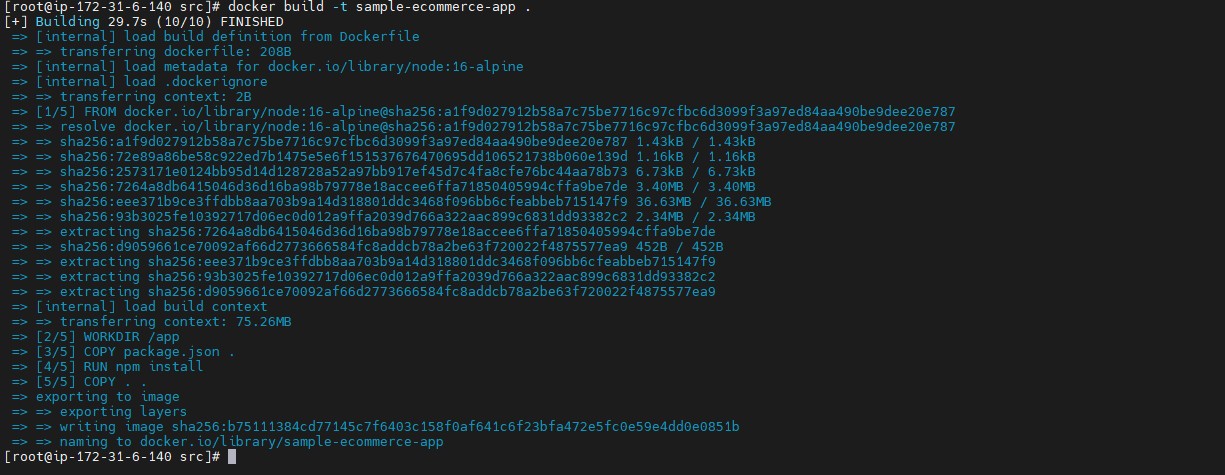 [root@ip-172-31-6-140 src]# docker build -t sample-ecommerce-app .
[+] Building 29.7s (10/10) FINISHED
=> [internal] load build definition from Dockerfile
=> => transferring dockerfile: 208B
=> [internal] load metadata for docker.io/library/node:16-alpine
=> [internal] load .dockerignore
=> => transferring context: 2B
=> [1/5] FROM docker.io/library/node:16-alpine@sha256:a1f9d027912b58a7c75be7716c97cfbc6d3099f3a97ed84aa490be9dee20e787
=> => resolve docker.io/library/node:16-alpine@sha256:a1f9d027912b58a7c75be7716c97cfbc6d3099f3a97ed84aa490be9dee20e787
=> => sha256:a1f9d027912b58a7c75be7716c97cfbc6d3099f3a97ed84aa490be9dee20e787 1.43kB / 1.43kB
=> => sha256:72e89a86be58c922ed7b1475e5e6f151537676470695dd106521738b060e139d 1.16kB / 1.16kB
=> => sha256:2573171e0124bb95d14d128728a52a97bb917ef45d7c4fa8cfe76bc44aa78b73 6.73kB / 6.73kB
=> => sha256:7264a8db6415046d36d16ba98b79778e18accee6ffa71850405994cffa9be7de 3.40MB / 3.40MB
=> => sha256:eee371b9ce3ffdbb8aa703b9a14d318801ddc3468f096bb6cfeabbeb715147f9 36.63MB / 36.63MB
=> => sha256:93b3025fe10392717d06ec0d012a9ffa2039d766a322aac899c6831dd93382c2 2.34MB / 2.34MB
=> => extracting sha256:7264a8db6415046d36d16ba98b79778e18accee6ffa71850405994cffa9be7de
=> => sha256:d9059661ce70092af66d2773666584fc8addcb78a2be63f720022f4875577ea9 452B / 452B
=> => extracting sha256:eee371b9ce3ffdbb8aa703b9a14d318801ddc3468f096bb6cfeabbeb715147f9
=> => extracting sha256:93b3025fe10392717d06ec0d012a9ffa2039d766a322aac899c6831dd93382c2
=> => extracting sha256:d9059661ce70092af66d2773666584fc8addcb78a2be63f720022f4875577ea9
=> [internal] load build context
=> => transferring context: 75.26MB
=> [2/5] WORKDIR /app
=> [3/5] COPY package.json .
=> [4/5] RUN npm install
=> [5/5] COPY . .
=> exporting to image
=> => exporting layers
=> => writing image sha256:b75111384cd77145c7f6403c158f0af641c6f23bfa472e5fc0e59e4dd0e0851b
=> => naming to docker.io/library/sample-ecommerce-app
[root@ip-172-31-6-140 src]#